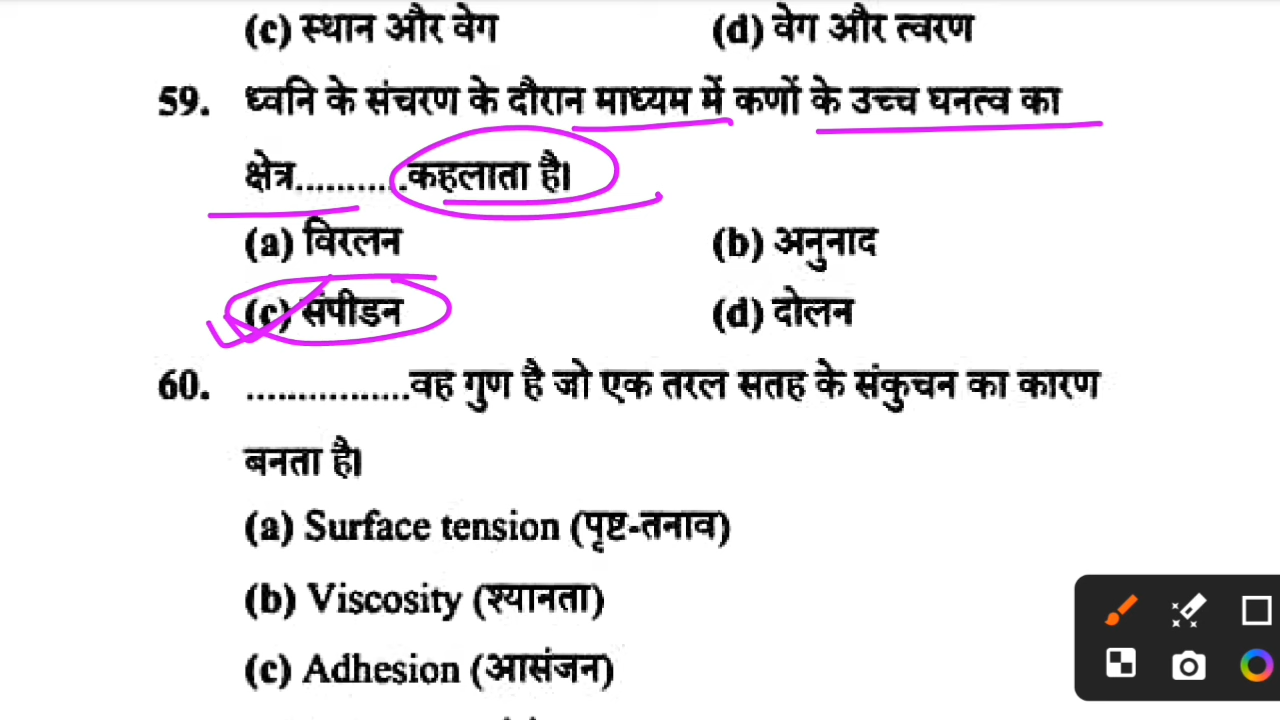 (c) स्थान और वेग (d) वेग और त्वरण
59. ध्वनि के संचरण के दौरान माध्यम में कणों के उच्च घनत्व का
क्षेत्र...........कहलाता है।
(a) विरलन (b) अनुनाद
(c) संपीडन (d) दोलन
60. ................वह गुण है जो एक तरल सतह के संकुचन का कारण
बनता है।
(a) Surface tension (पृष्ट-तनाव)
(b) Viscosity (श्यानता)
(c) Adhesion (आसंजन)